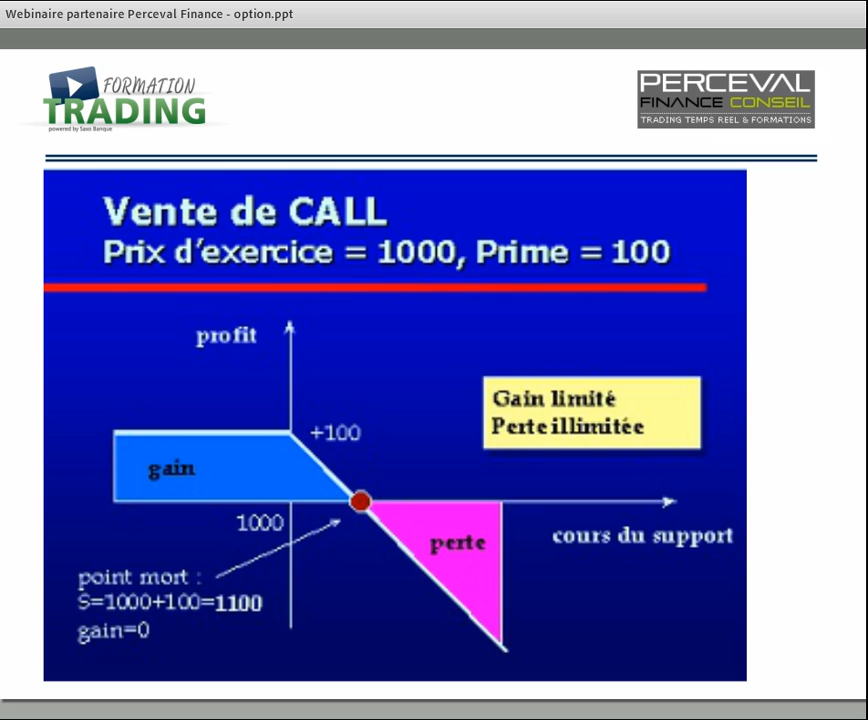 Webinaire partenaire Perceval Finance - option.ppt
FORMATION
TRADING
powered by Saxo Banque
PERCEVAL
FINANCE CONSEIL
TRADING TEMPS REEL & FORMATIONS
Vente de CALL
Prix d'exercice = 1000, Prime = 100
profit
Gain limité
Perte illimitée
+100
gain
1000
perte
cours du support
point mort :
S=1000+100=1100
gain=0